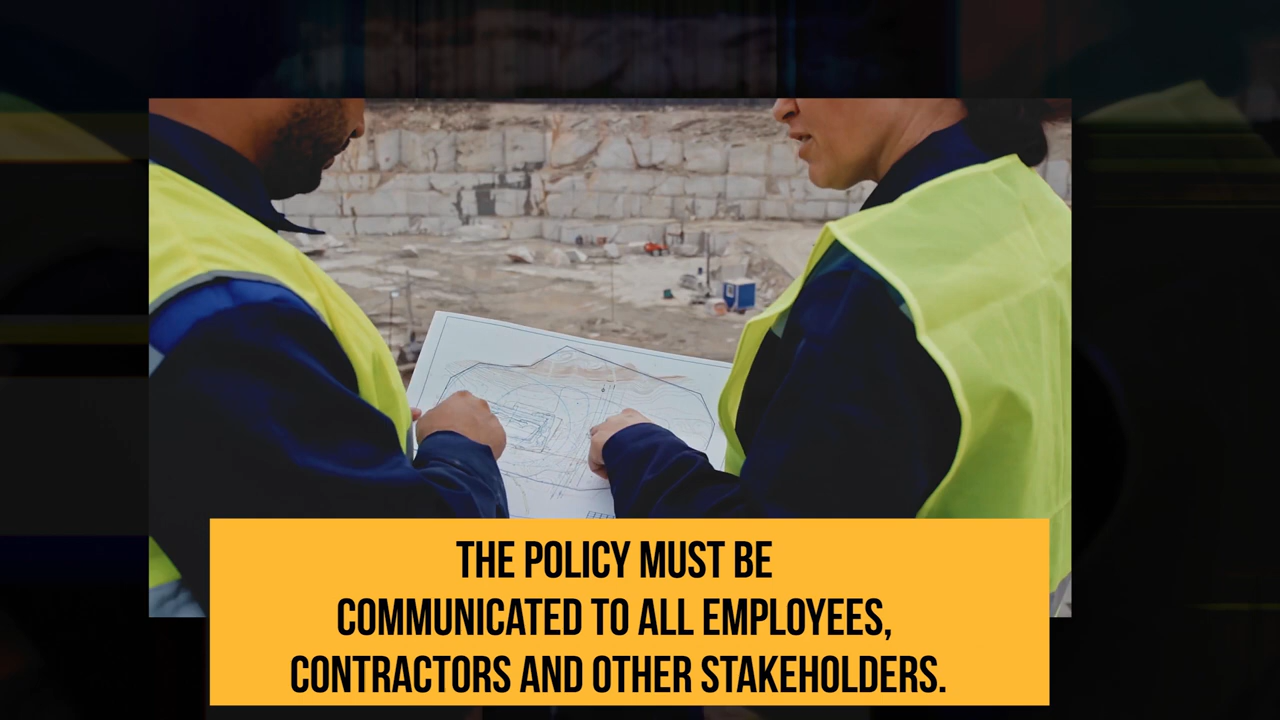 THE POLICY MUST BE
COMMUNICATED TO ALL EMPLOYEES,
CONTRACTORS AND OTHER STAKEHOLDERS.